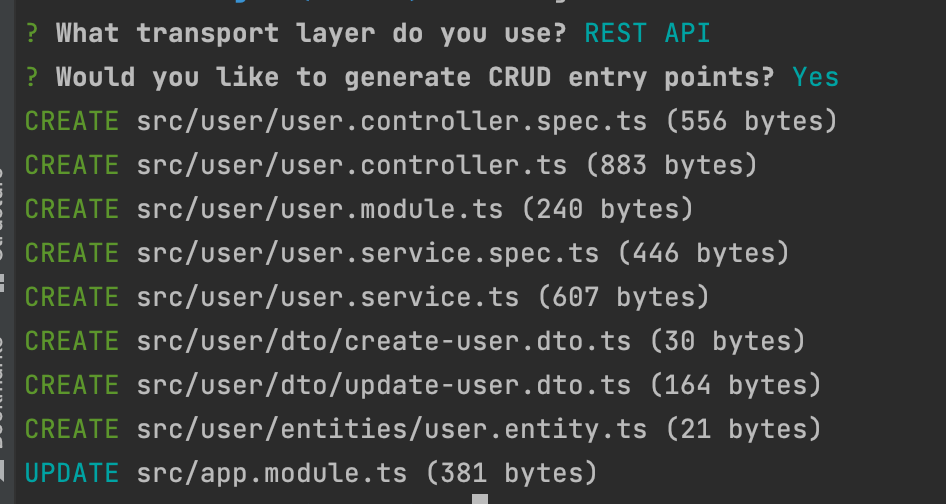 ? What transport layer do you use? REST API
? Would you like to generate CRUD entry points? Yes
CREATE src/user/user.controller.spec.ts (556 bytes)
CREATE src/user/user.controller.ts (883 bytes)
CREATE src/user/user.module.ts (240 bytes)
CREATE src/user/user.service.spec.ts (446 bytes)
CREATE src/user/user.service.ts (607 bytes)
CREATE src/user/dto/create-user.dto.ts (30 bytes)
CREATE src/user/dto/update-user.dto.ts (164 bytes)
CREATE src/user/entities/user.entity.ts (21 bytes)
UPDATE src/app.module.ts (381 bytes)